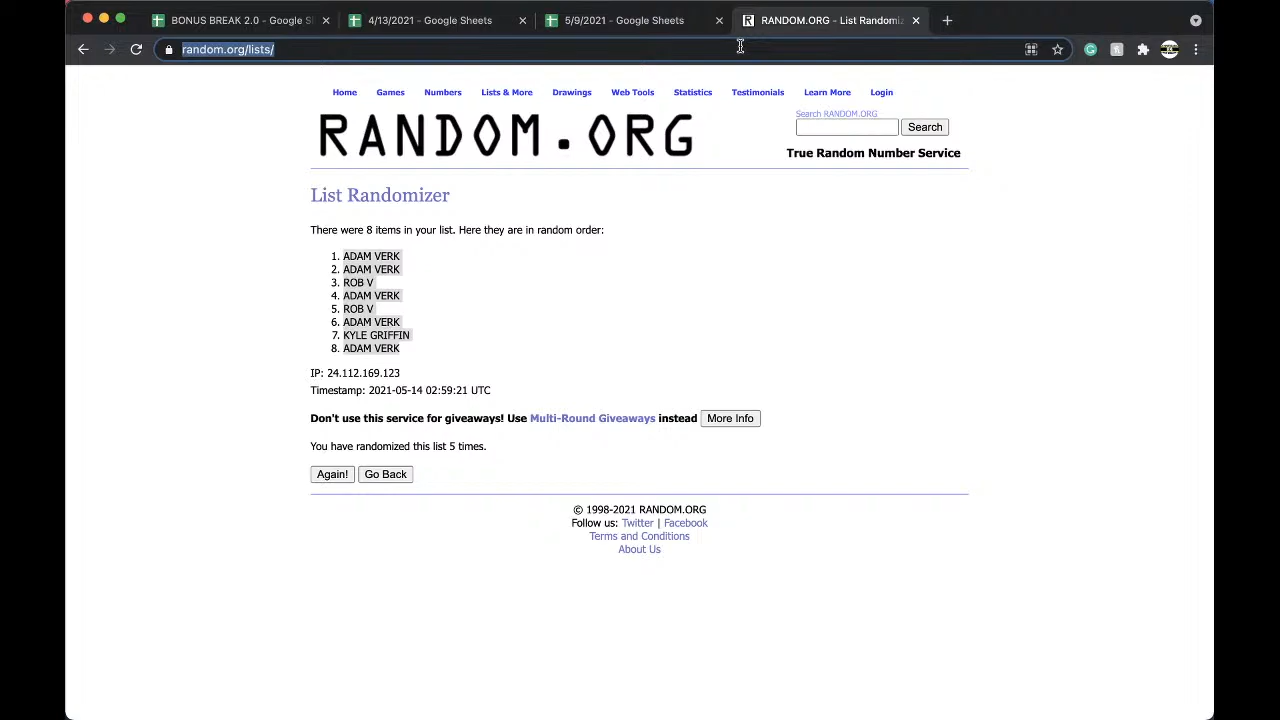 BONUS BREAK 2.0 - Google S
4/13/2021 - Google Sheets
5/9/2021 - Google Sheets
RANDOM.ORG - List Randomiz
random.org/lists/
Home Games Numbers Lists & More Drawings Web Tools Statistics Testimonials Learn More Login
RANDOM.ORG
Search RANDOM.ORG
Search
True Random Number Service
List Randomizer
There were 8 items in your list. Here they are in random order:
1. ADAM VERK
2. ADAM VERK
3. ROB V
4. ADAM VERK
5. ROB V
6. ADAM VERK
7. KYLE GRIFFIN
8. ADAM VERK
IP: 24.112.169.123
Timestamp: 2021-05-14 02:59:21 UTC
Don't use this service for giveaways! Use Multi-Round Giveaways instead More Info
You have randomized this list 5 times.
Again! Go Back
© 1998-2021 RANDOM.ORG
Follow us: Twitter | Facebook
Terms and Conditions
About Us